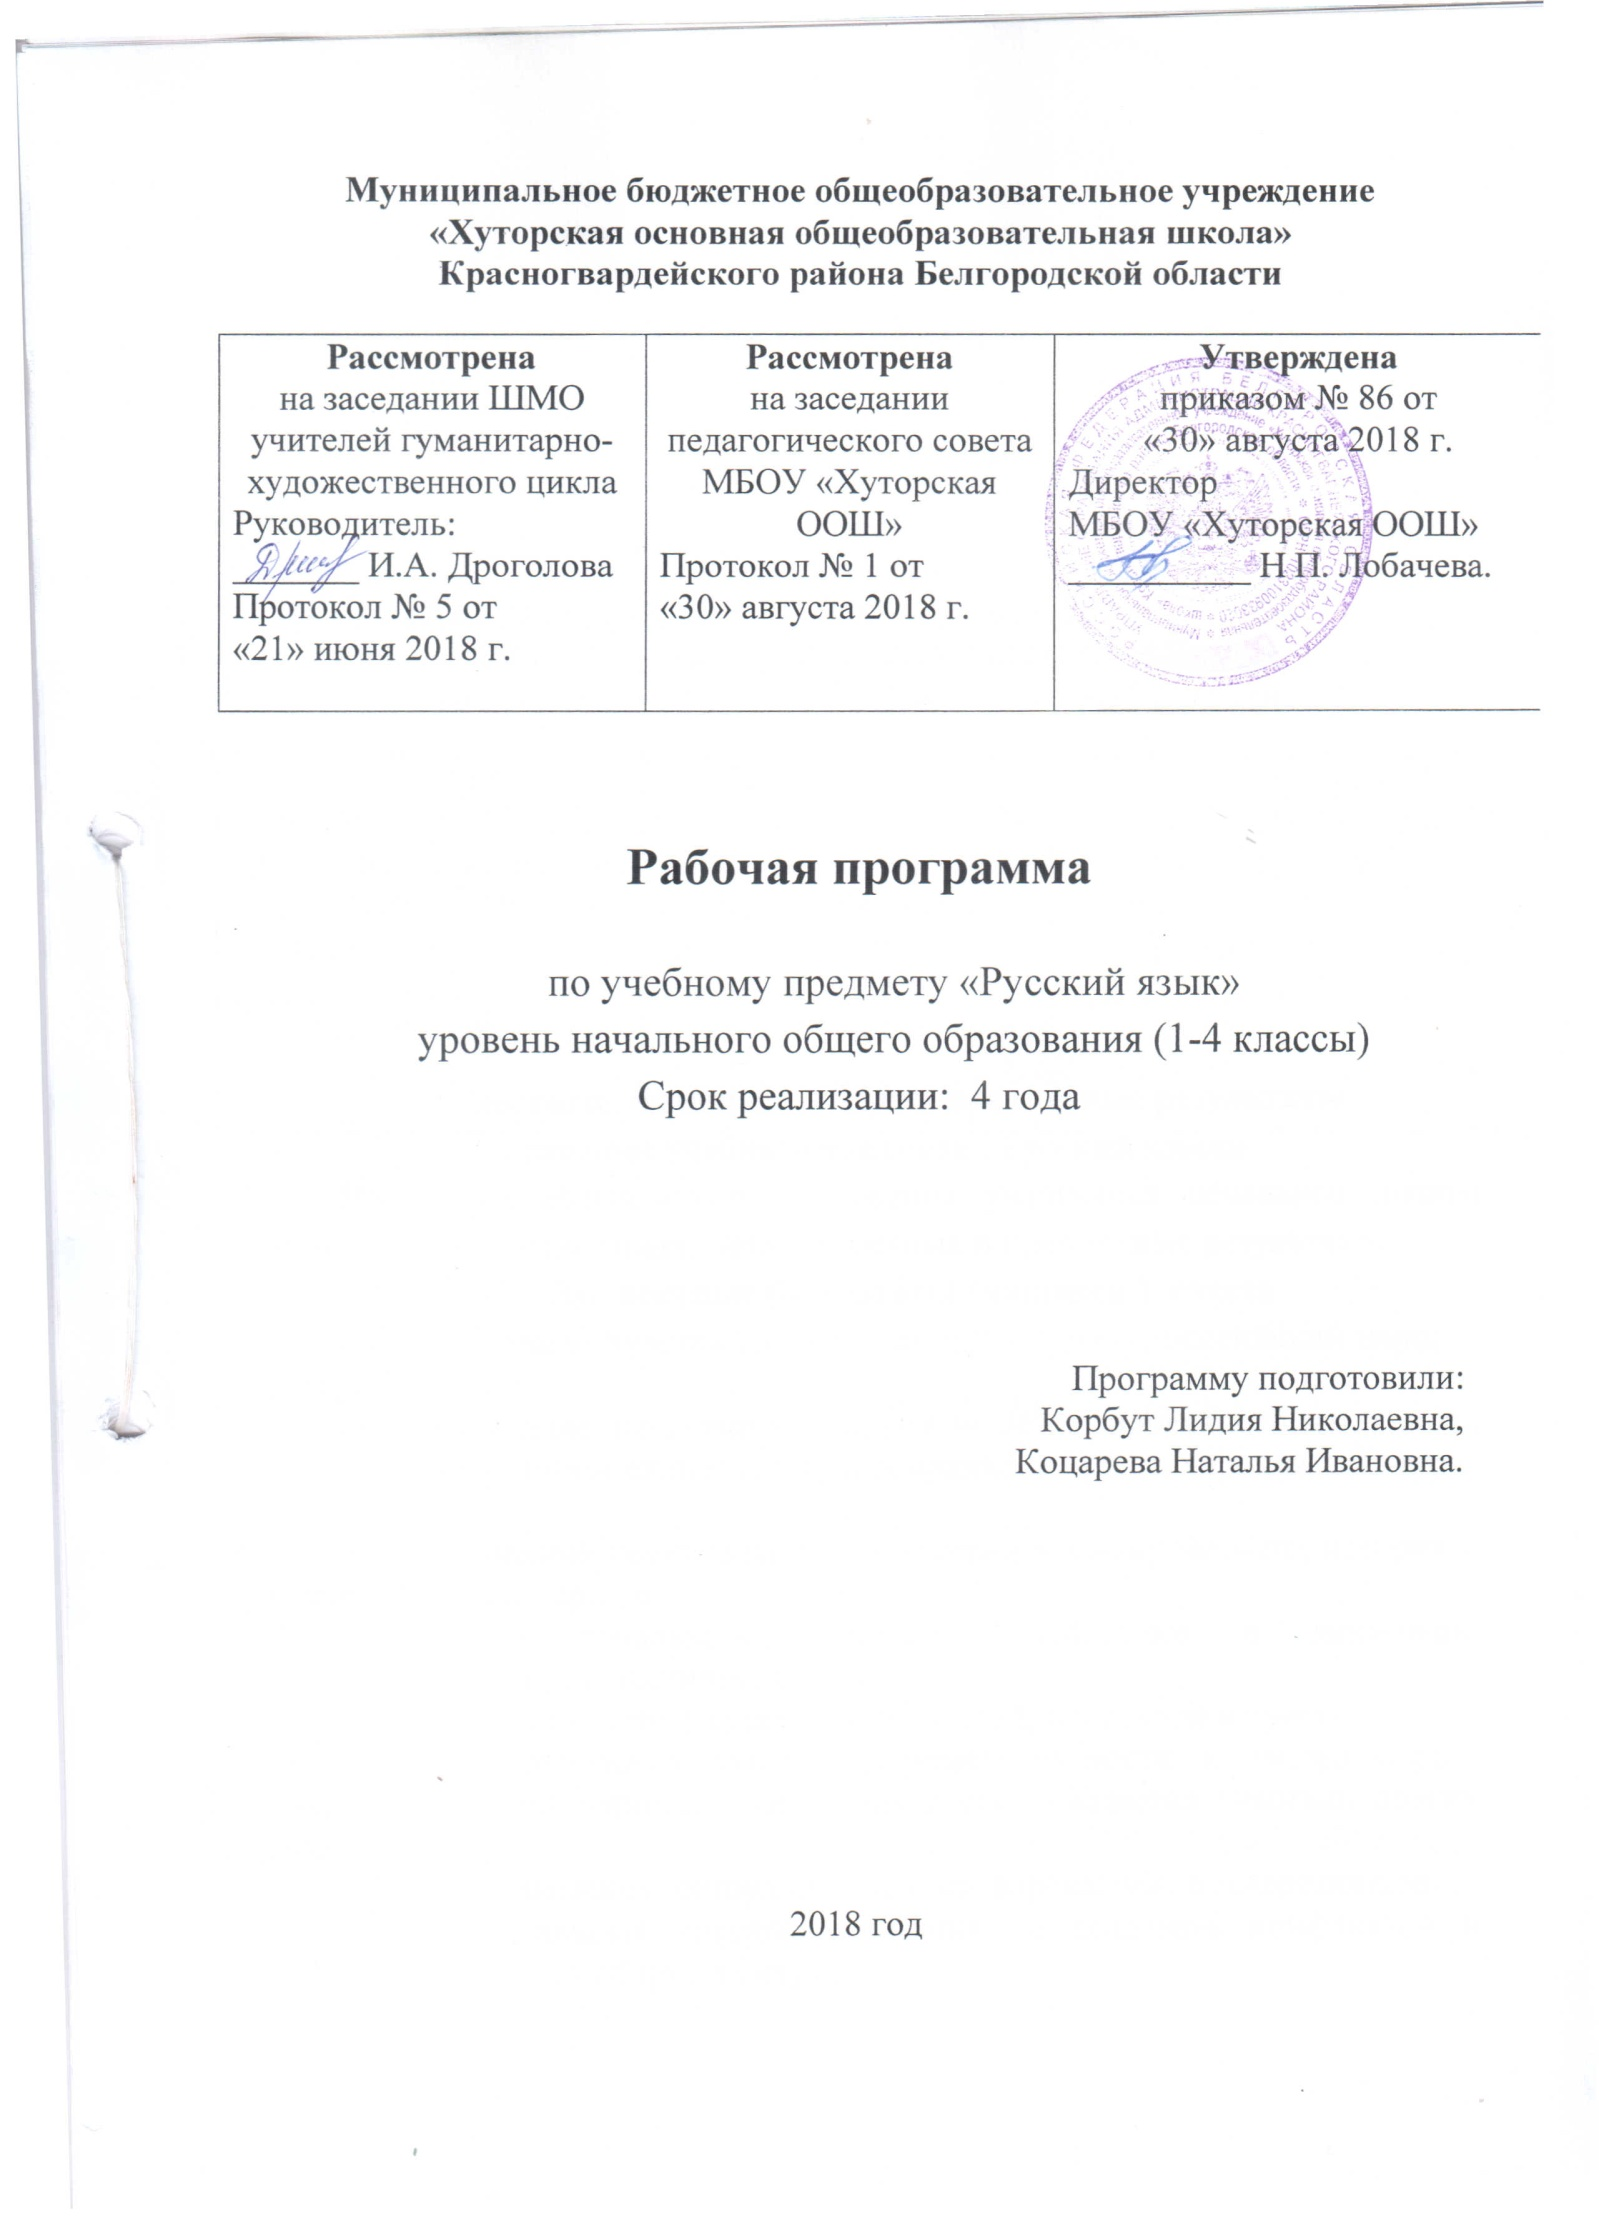 Муниципальное бюджетное общеобразовательное учреждение
«Хуторская основная общеобразовательная школа»
Красногвардейского района Белгородской области
Рассмотрена
на заседании ШМО
учителей гуманитарно-
художественного цикла
Руководитель:
________ И.А. Дроголова
Протокол № 5 от
«21» июня 2018 г.
Рассмотрена
на заседании
педагогического совета
МБОУ «Хуторская
ООШ»
Протокол № 1 от
«30» августа 2018 г.
Утверждена
приказом № 86 от
«30» августа 2018 г.
Директор
МБОУ «Хуторская ООШ»
___________ Н.П. Лобачева.
Рабочая программа
по учебному предмету «Русский язык»
уровень начального общего образования (1-4 классы)
Срок реализации: 4 года
Программу подготовили:
Корбут Лидия Николаевна,
Коцарева Наталья Ивановна.
2018 год